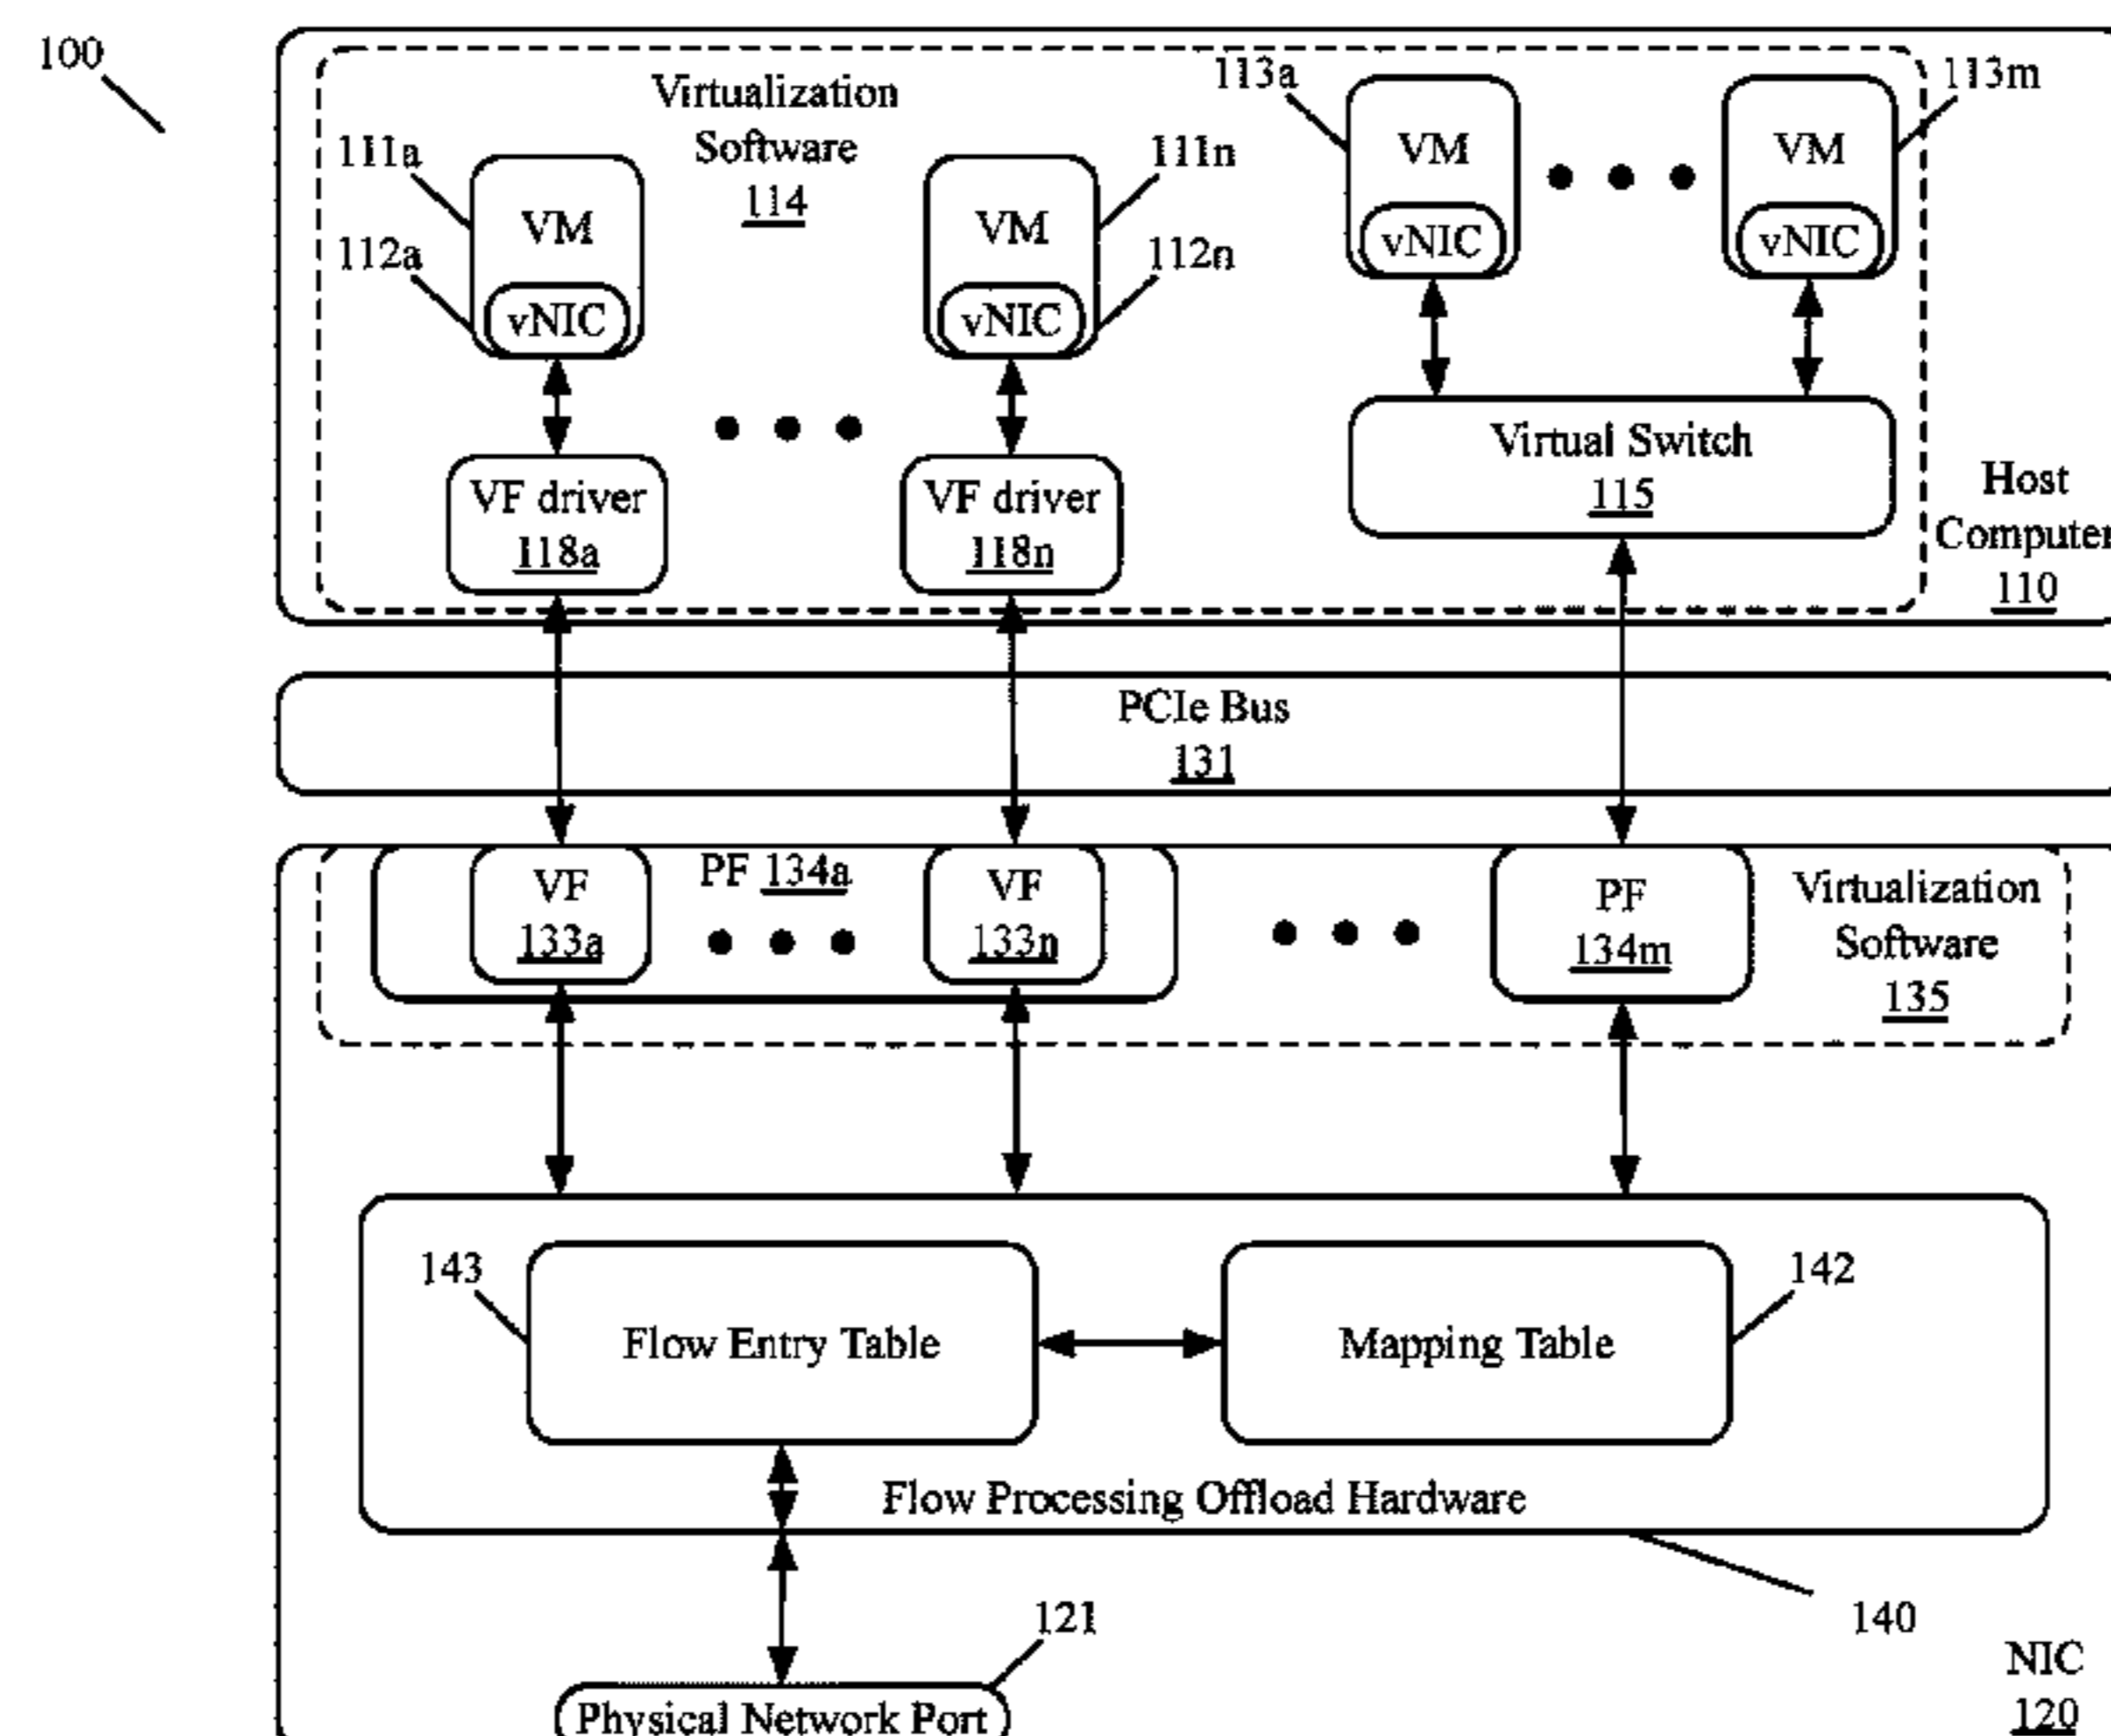 100
Virtualization
Software
114
113a
113m
VM
VM
vNIC
vNIC
111a
VM
112a
vNIC
111n
VM
112n
vNIC
VF driver
118a
VF driver
118n
Virtual Switch
115
Host
Computer
110
PCIe Bus
131
VF
133a
PF 134a
VF
133n
PF
134m
Virtualization
Software
135
143
Flow Entry Table
Mapping Table
142
Flow Processing Offload Hardware
140
121
Physical Network Port
NIC
120